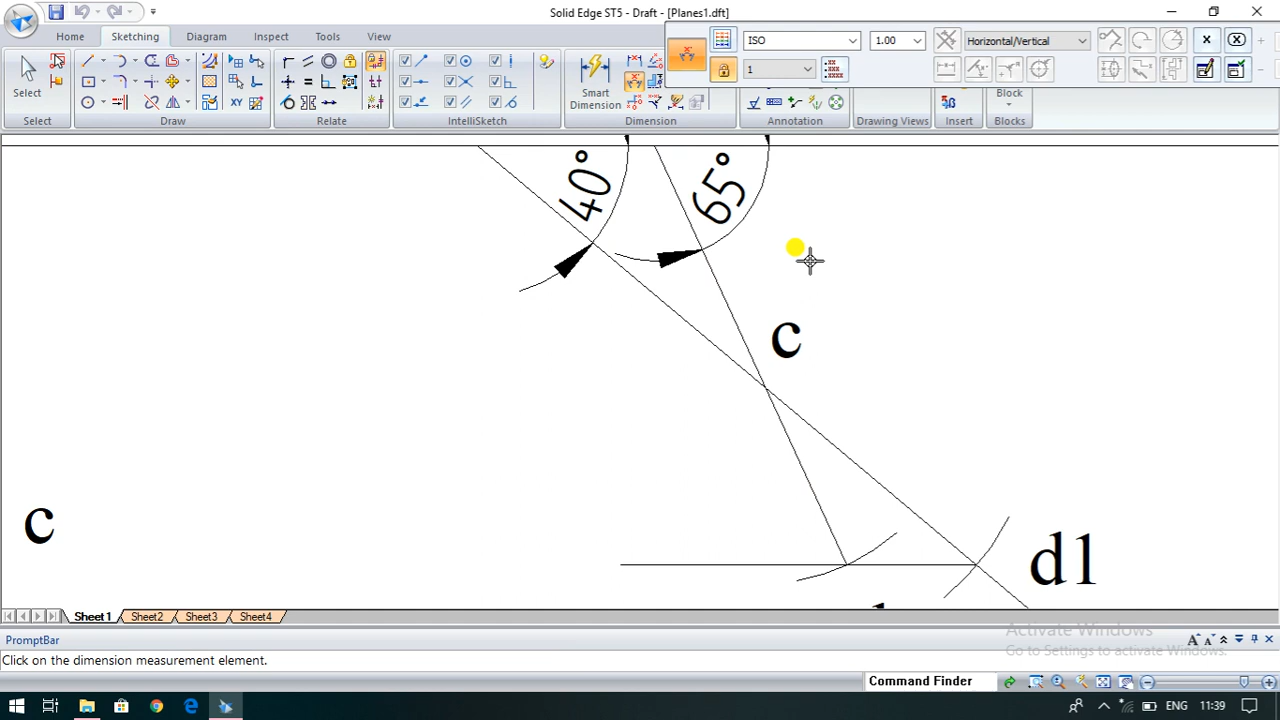 Solid Edge ST5 - Draft - [Planes1.dft]
Home Sketching Diagram Inspect Tools View
ISO 1.00 Horizontal/Vertical
1
Select
Smart
Dimension
Block
Select Draw Relate IntelliSketch Dimension Annotation Drawing Views Insert Blocks
40°
65°
c
c
d1
Sheet1 Sheet2 Sheet3 Sheet4
Activate Windows
Go to Settings to activate Windows.
PromptBar
Click on the dimension measurement element.
Command Finder
ENG 11:39